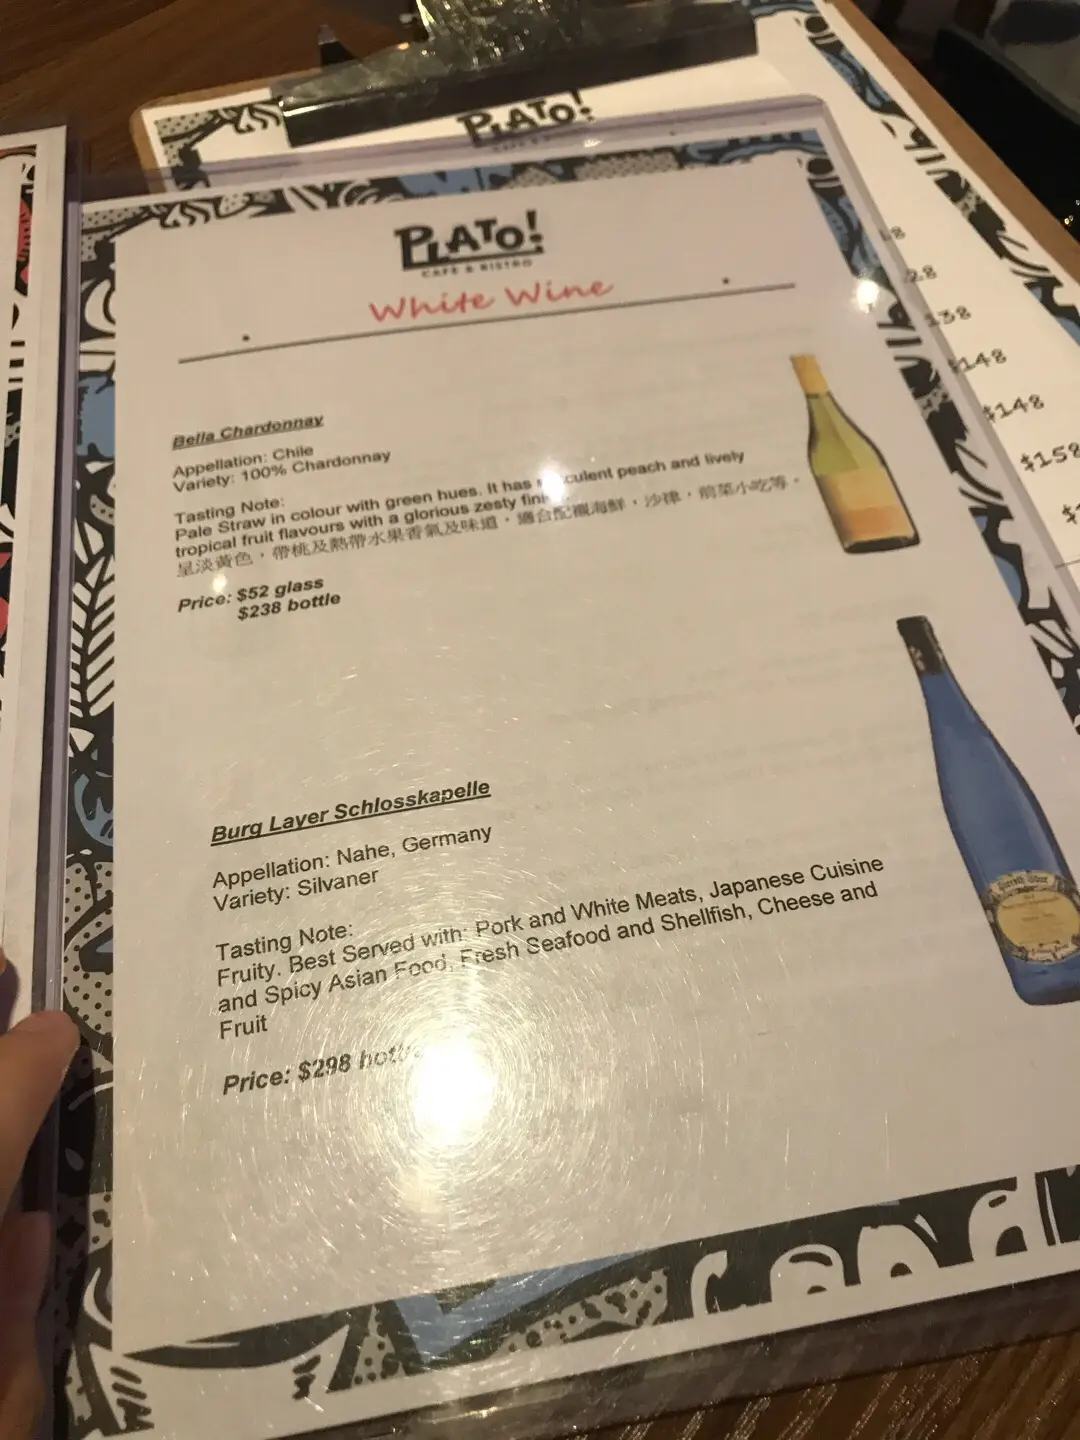 PLATO!
PLATO!
CAFE & BISTRO
White Wine
Bella Chardonnay
Appellation: Chile
Variety: 100% Chardonnay
Tasting Note:
Pale Straw in colour with green hues. It has culent peach and lively
tropical fruit flavours with a glorious zesty
呈淡黃色，帶桃及熱帶水果香氣及味道，適合配襯海鮮，沙律，前菜小吃等。
Price: $52 glass
$238 bottle
Burg Layer Schlosskapelle
Appellation: Nahe, Germany
Variety: Silvaner
Tasting Note:
Fruity. Best Served with: Pork and White Meats, Japanese Cuisine
and Spicy Asian Food, Fresh Seafood and Shellfish, Cheese and
Fruit
Price: $298
138
$148
$148
$158